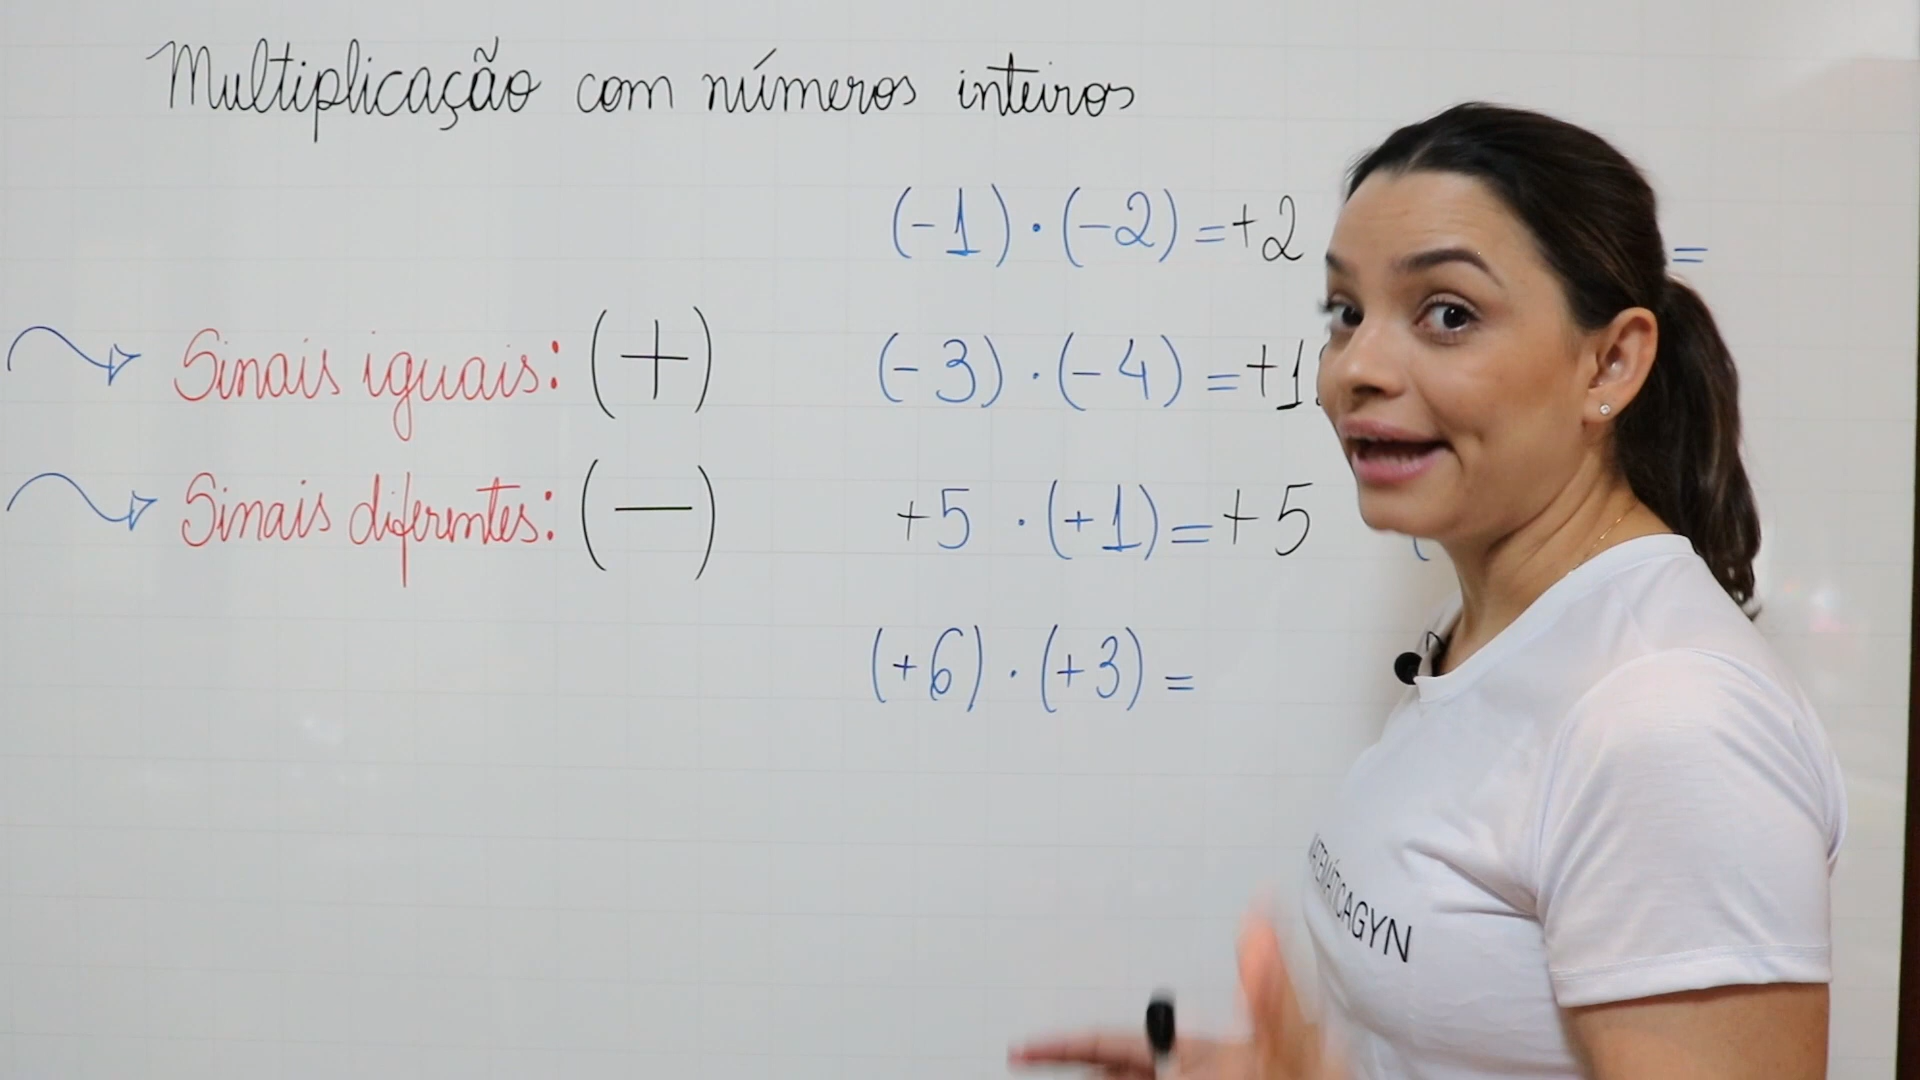 Multiplicação com números inteiros
(-1) · (-2) = +2
=
Sinais iguais: (+)
(-3) · (-4) = +1
Sinais diferentes: (—)
+5 · (+1) = +5
(+6) · (+3) =
MATEMÁTICAGYN